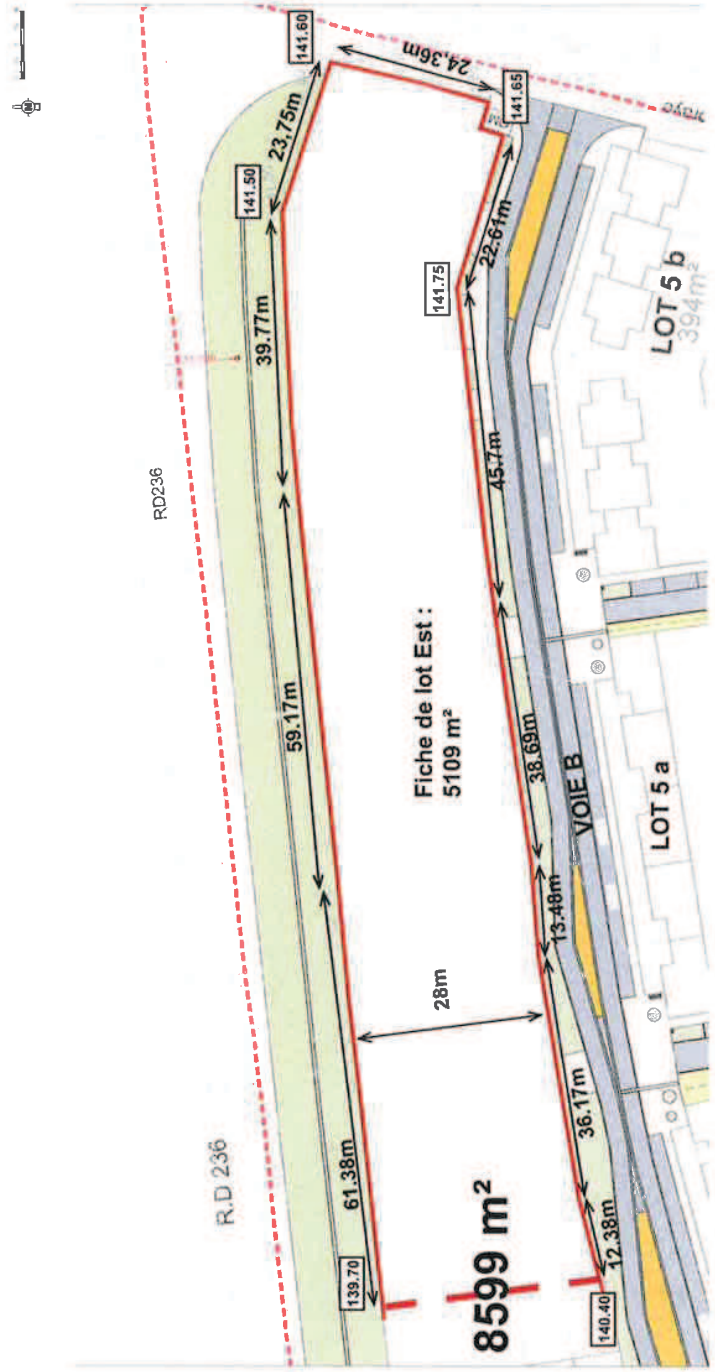 141.60
24,36m
141.65
23,75m
141.50
22.61m
141.75
39.77m
LOT 5 b
394m²
RD236
45.7m
59.17m
Fiche de lot Est :
5109 m²
38.69m
VOIE B
LOT 5 a
13.48m
28m
R.D 236
61.38m
36.17m
139.70
8599 m²
12.38m
140.40